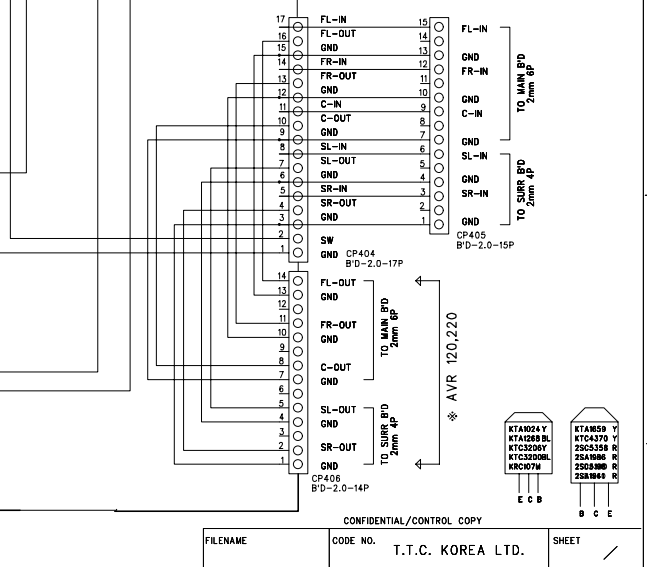 17 FL-IN 15 FL-IN
16 FL-OUT 14
15 GND 13 GND
14 FR-IN 12 FR-IN
13 FR-OUT 11
12 GND 10 GND
11 C-IN 9 C-IN
10 C-OUT 8
9 GND 7 GND
8 SL-IN 6 SL-IN
7 SL-OUT 5
6 GND 4 GND
5 SR-IN 3 SR-IN
4 SR-OUT 2
3 GND 1 GND
2 SW
1 GND
TO MAIN B'D
2mm 6P
TO SURR B'D
2mm 4P
CP405
B'D-2.0-15P
CP404
B'D-2.0-17P
14 FL-OUT
13 GND
12
11 FR-OUT
10 GND
9
8 C-OUT
7 GND
6
5 SL-OUT
4 GND
3
2 SR-OUT
1 GND
TO MAIN B'D
2mm 6P
TO SURR B'D
2mm 4P
※ AVR 120,220
CP406
B'D-2.0-14P
KTA1024Y
KTA1268BL
KTC3206Y
KTC3200BL
KRC107M
E C B
KTA1659 Y
KTC4370 Y
2SC5358 R
2SA1986 R
R
R
B C E
CONFIDENTIAL/CONTROL COPY
FILENAME
CODE NO.
T.T.C. KOREA LTD.
SHEET
/